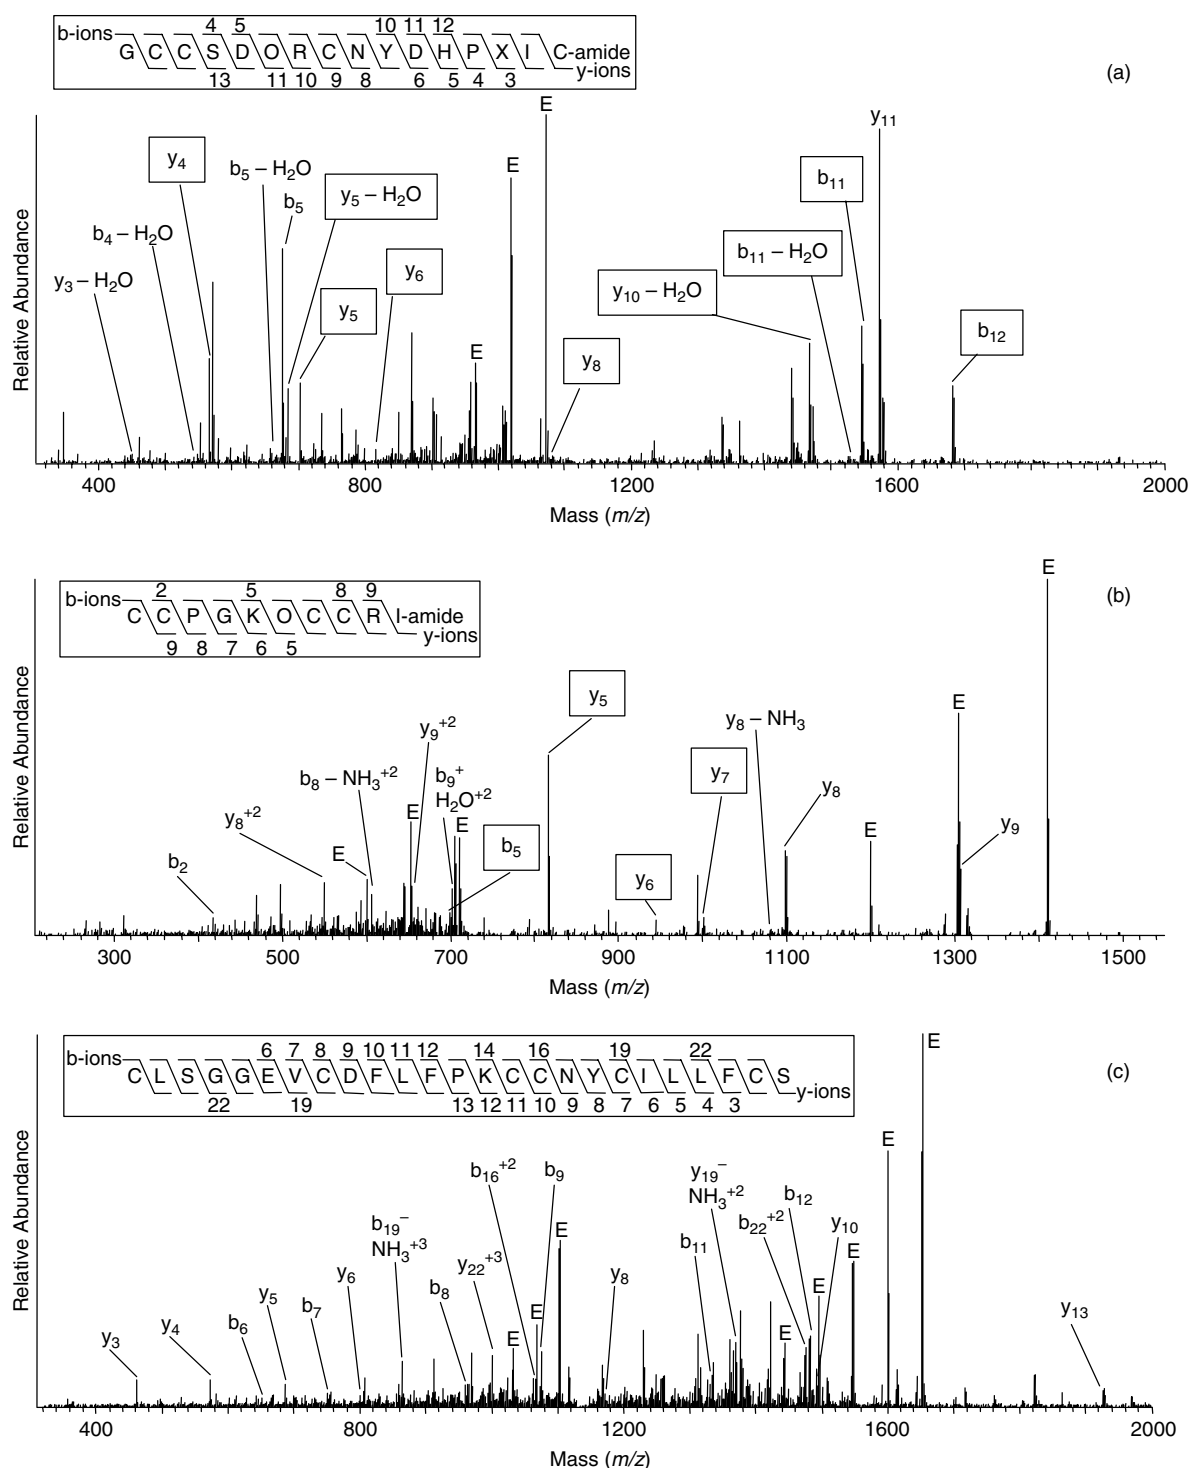 4 5 10 11 12
b-ions G C C S D O R C N Y D H P X I C-amide
y-ions
13 11 10 9 8 6 5 4 3
(a)
E
y11
y4
b5 – H2O
E
y5 – H2O
b11
b5
b4 – H2O
b11 – H2O
y6
y3 – H2O
y10 – H2O
y5
E
y8
b12
Relative Abundance
400 800 1200 1600 2000
Mass (m/z)
2 5 8 9
b-ions C C P G K O C C R I-amide
y-ions
9 8 7 6 5
(b)
E
y5
E
y8 – NH3
y9+2
b8 – NH3+2
b9+
H2O+2
y7
y8
E
y8+2
E
y9
E
b5
b2
E
y6
Relative Abundance
300 500 700 900 1100 1300 1500
Mass (m/z)
6 7 8 9 10 11 12 14 16 19 22
b-ions C L S G G E V C D F L F P K C C N Y C I L L F C S
y-ions
22 19 13 12 11 10 9 8 7 6 5 4 3
(c)
E
E
b16+2
b9
y19–
NH3+2
b12
b22+2
y10
b19–
NH3+3
E
b11
E
y22+3
y6
b8
y8
y5
b7
E
E
y13
y3
y4
b6
E
E
Relative Abundance
400 800 1200 1600 2000
Mass (m/z)